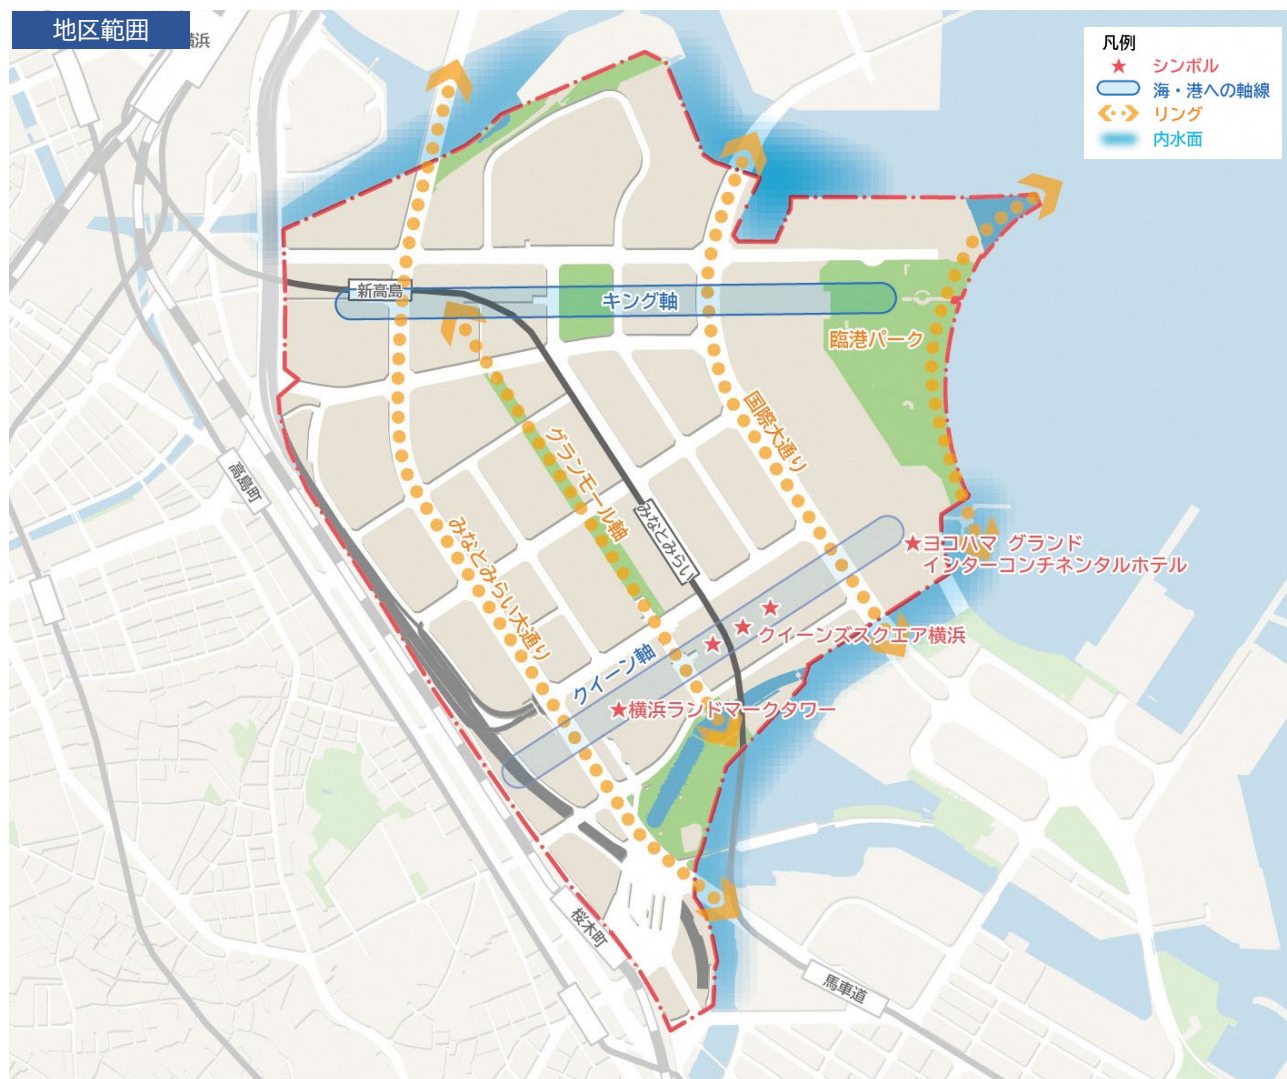 地区範囲
横浜
凡例
シンボル
海・港への軸線
リング
内水面
新高島
キング軸
臨港パーク
国際大通り
グランモール軸
高島町
みなとみらい
みなとみらい大通り
ヨコハマ グランド
インターコンチネンタルホテル
クイーンズスクエア横浜
クイーン軸
横浜ランドマークタワー
桜木町
馬車道